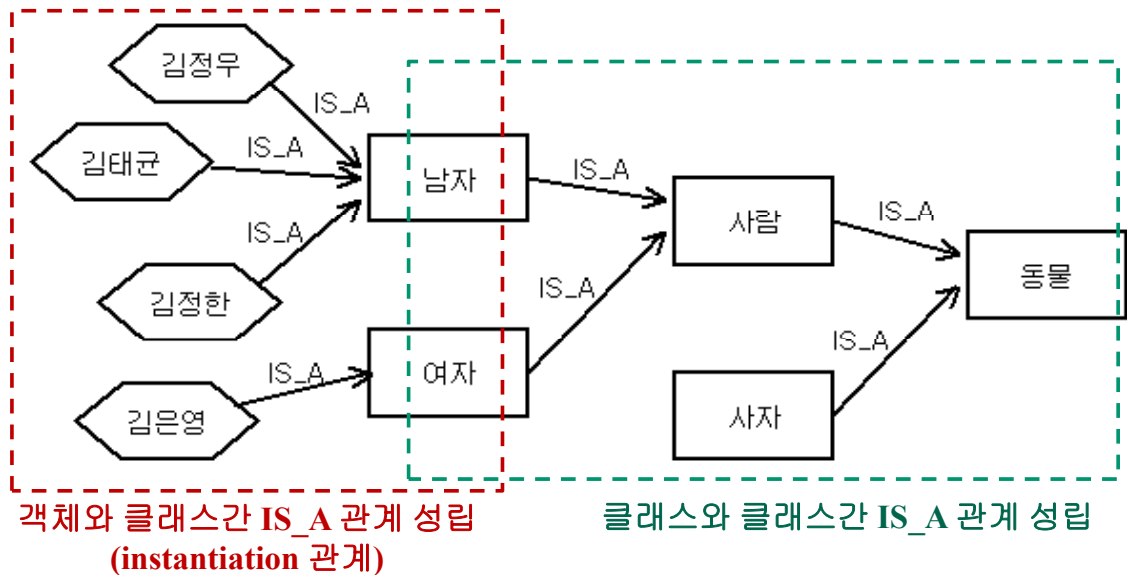 김정우
IS_A
김태균
IS_A
남자
IS_A
사람
IS_A
IS_A
김정한
IS_A
동물
IS_A
여자
IS_A
김은영
IS_A
사자
객체와 클래스간 IS_A 관계 성립
(instantiation 관계)
클래스와 클래스간 IS_A 관계 성립